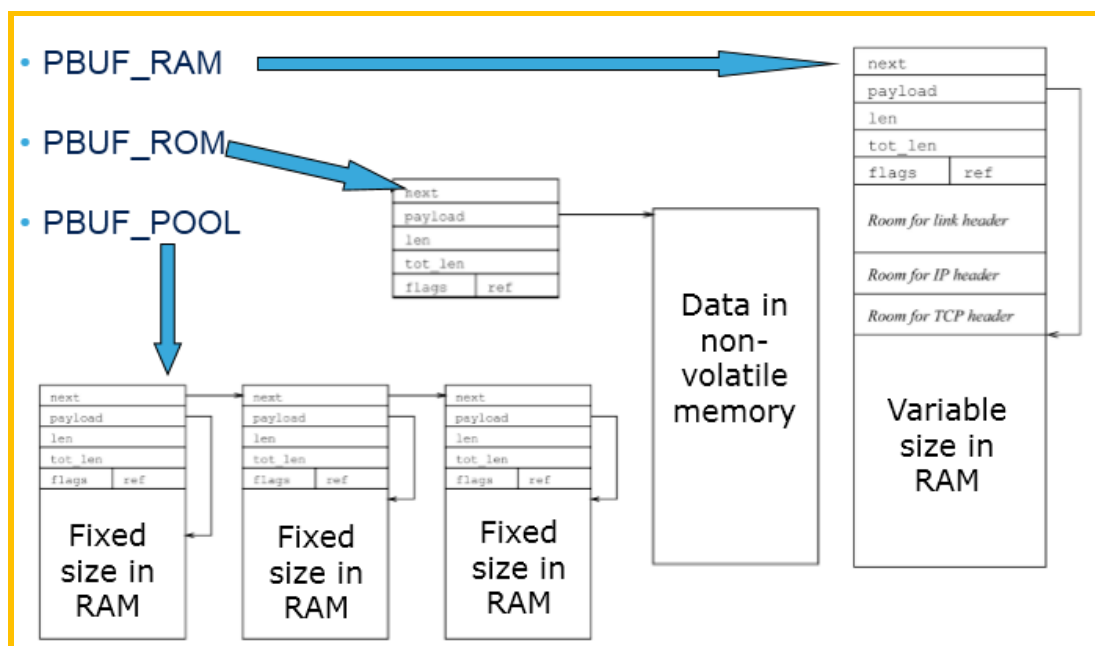 • PBUF_RAM
• PBUF_ROM
• PBUF_POOL
next
payload
len
tot_len
flags ref
Room for link header
Room for IP header
Room for TCP header
Variable
size in
RAM
next
payload
len
tot_len
flags ref
Data in
non-
volatile
memory
next
payload
len
tot_len
flags ref
Fixed
size in
RAM
next
payload
len
tot_len
flags ref
Fixed
size in
RAM
next
payload
len
tot_len
flags ref
Fixed
size in
RAM